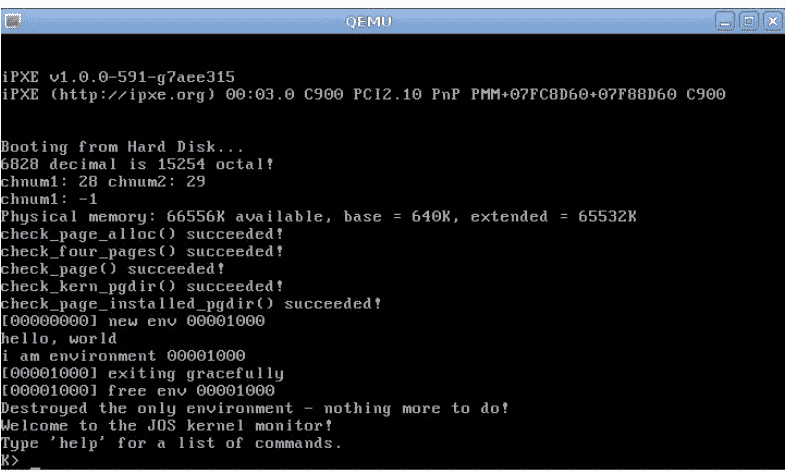 QEMU
iPXE v1.0.0-591-g7aee315
iPXE (http://ipxe.org) 00:03.0 C900 PCI2.10 PnP PMM+07FC8D60+07F88D60 C900
Booting from Hard Disk...
6828 decimal is 15254 octal!
chnum1: 28 chnum2: 29
chnum1: -1
Physical memory: 66556K available, base = 640K, extended = 65532K
check_page_alloc() succeeded!
check_four_pages() succeeded!
check_page() succeeded!
check_kern_pgdir() succeeded!
check_page_installed_pgdir() succeeded!
[00000000] new env 00001000
hello, world
i am environment 00001000
[00001000] exiting gracefully
[00001000] free env 00001000
Destroyed the only environment - nothing more to do!
Welcome to the JOS kernel monitor!
Type 'help' for a list of commands.
K> _